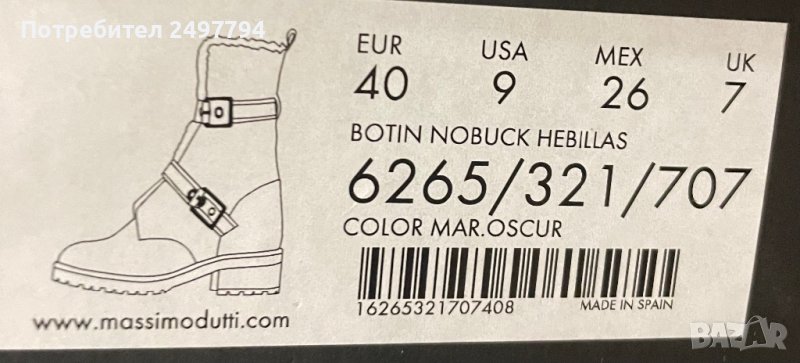 Потребител 2497794
EUR USA MEX UK
40 9 26 7
BOTIN NOBUCK HEBILLAS
6265/321/707
COLOR MAR.OSCUR
16265321707408 MADE IN SPAIN
www.massimodutti.com
BAZAR